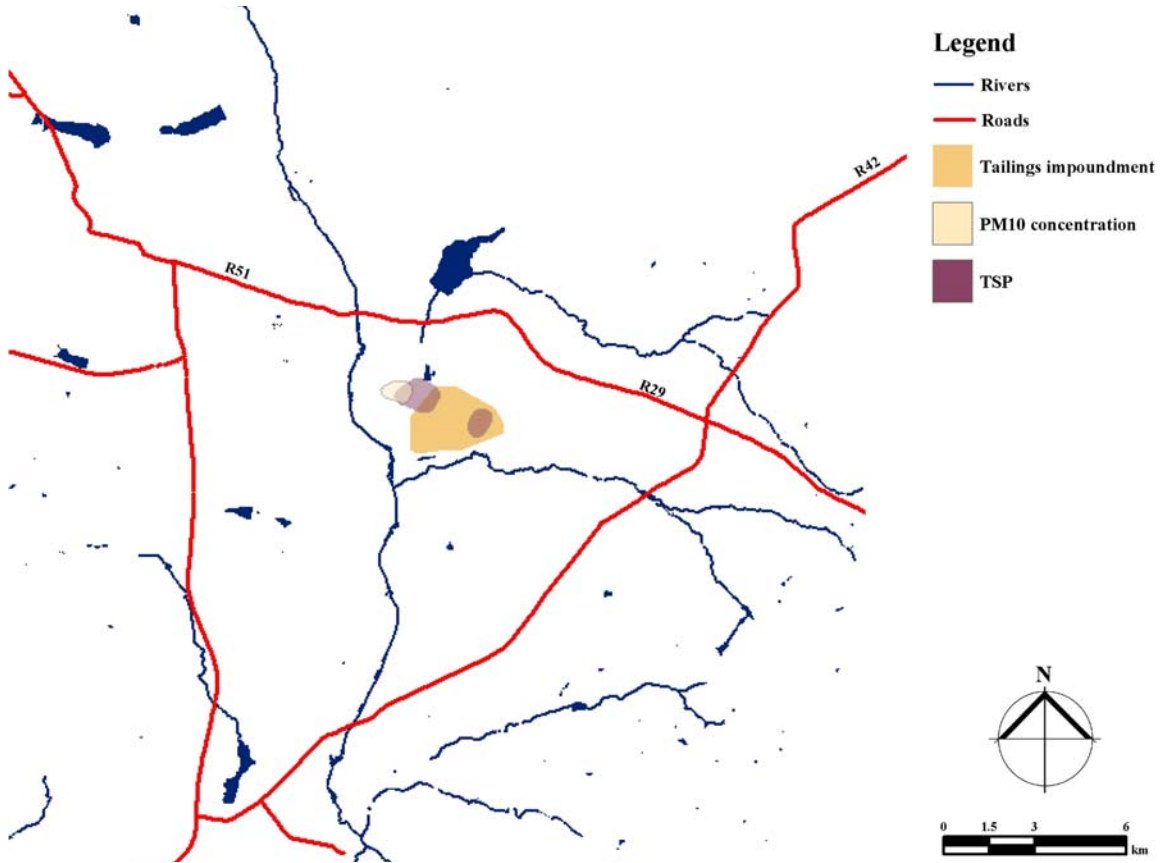 Legend
Rivers
Roads
Tailings impoundment
PM10 concentration
TSP
R42
R51
R29
N
0 1.5 3 6
km